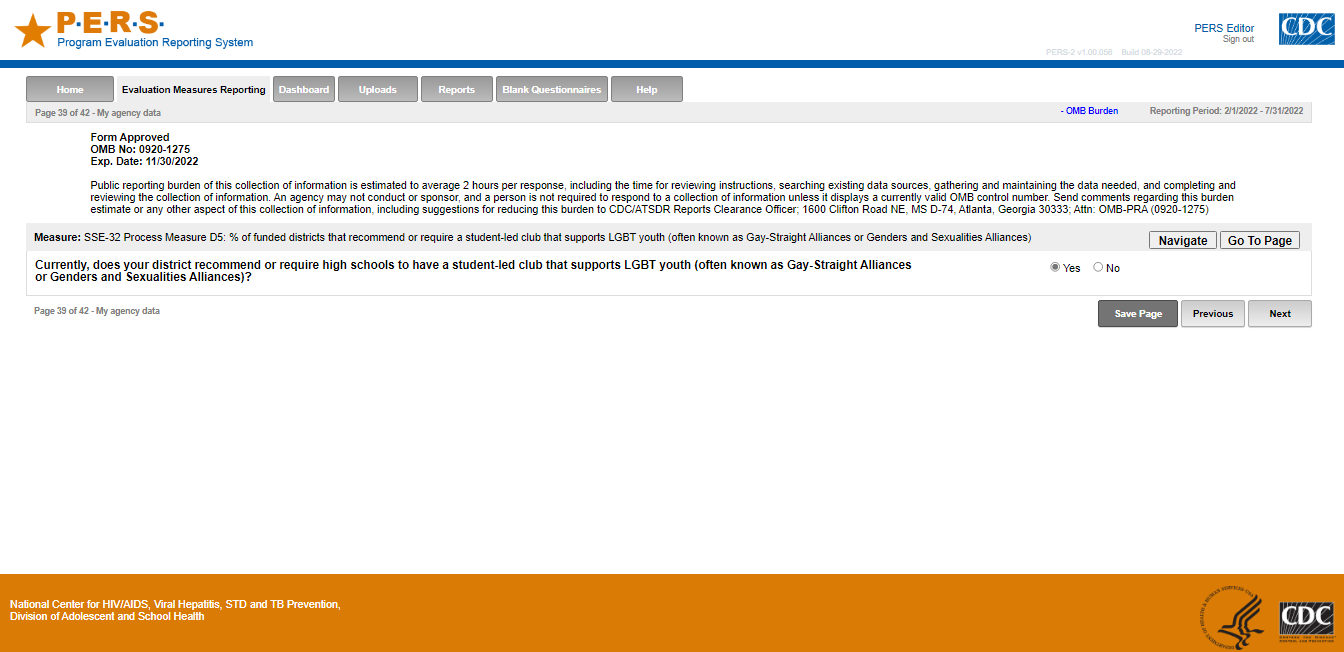 P·E·R·S·
Program Evaluation Reporting System
PERS Editor
Sign out
CDC
PERS-2 v1.00.056 Build 08-29-2022
Home Evaluation Measures Reporting Dashboard Uploads Reports Blank Questionnaires Help
Page 39 of 42 - My agency data - OMB Burden Reporting Period: 2/1/2022 - 7/31/2022
Form Approved
OMB No: 0920-1275
Exp. Date: 11/30/2022
Public reporting burden of this collection of information is estimated to average 2 hours per response, including the time for reviewing instructions, searching existing data sources, gathering and maintaining the data needed, and completing and
reviewing the collection of information. An agency may not conduct or sponsor, and a person is not required to respond to a collection of information unless it displays a currently valid OMB control number. Send comments regarding this burden
estimate or any other aspect of this collection of information, including suggestions for reducing this burden to CDC/ATSDR Reports Clearance Officer; 1600 Clifton Road NE, MS D-74, Atlanta, Georgia 30333; Attn: OMB-PRA (0920-1275)
Measure: SSE-32 Process Measure D5: % of funded districts that recommend or require a student-led club that supports LGBT youth (often known as Gay-Straight Alliances or Genders and Sexualities Alliances)
Navigate Go To Page
Currently, does your district recommend or require high schools to have a student-led club that supports LGBT youth (often known as Gay-Straight Alliances
or Genders and Sexualities Alliances)?
Yes No
Page 39 of 42 - My agency data
Save Page Previous Next
National Center for HIV/AIDS, Viral Hepatitis, STD and TB Prevention,
Division of Adolescent and School Health
CDC